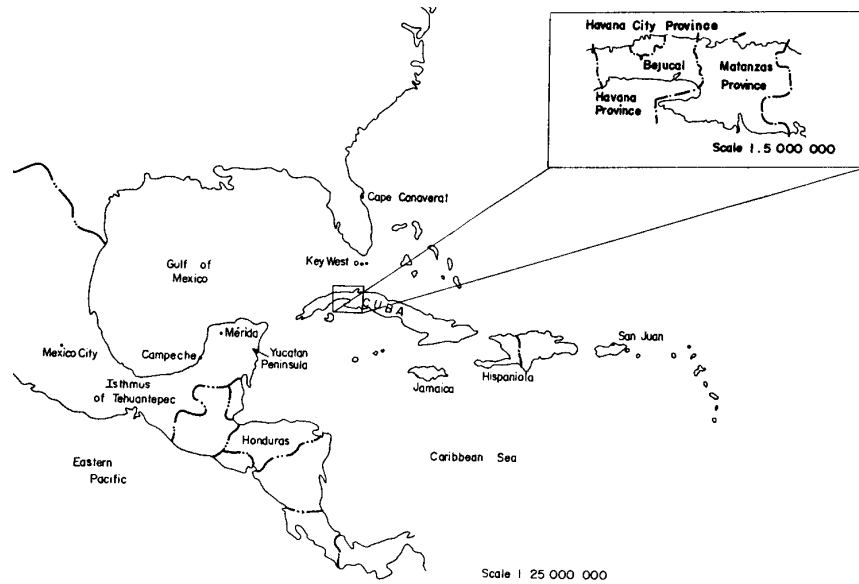 Havana City Province
Bejucal
Matanzas
Province
Havana
Province
Scale 1.5 000 000
Cape Canaveral
Gulf of
Mexico
Key West
CUBA
Mérida
Mexico City
Campeche
Yucatan
Peninsula
San Juan
Isthmus
of Tehuantepec
Jamaica
Hispaniola
Honduras
Eastern
Pacific
Caribbean Sea
Scale 1 25 000 000